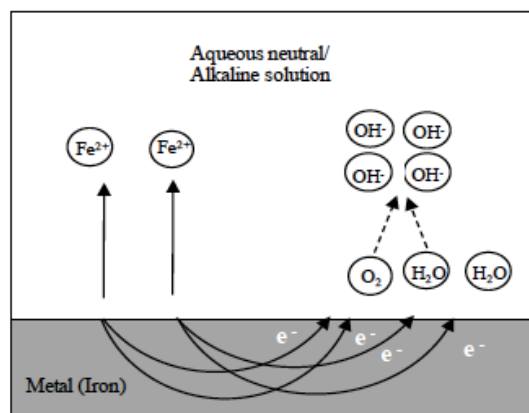 Aqueous neutral/
Alkaline solution
OH- OH-
Fe²⁺ Fe²⁺
OH- OH-
O₂ H₂O H₂O
e⁻ e⁻ e⁻ e⁻
Metal (Iron)